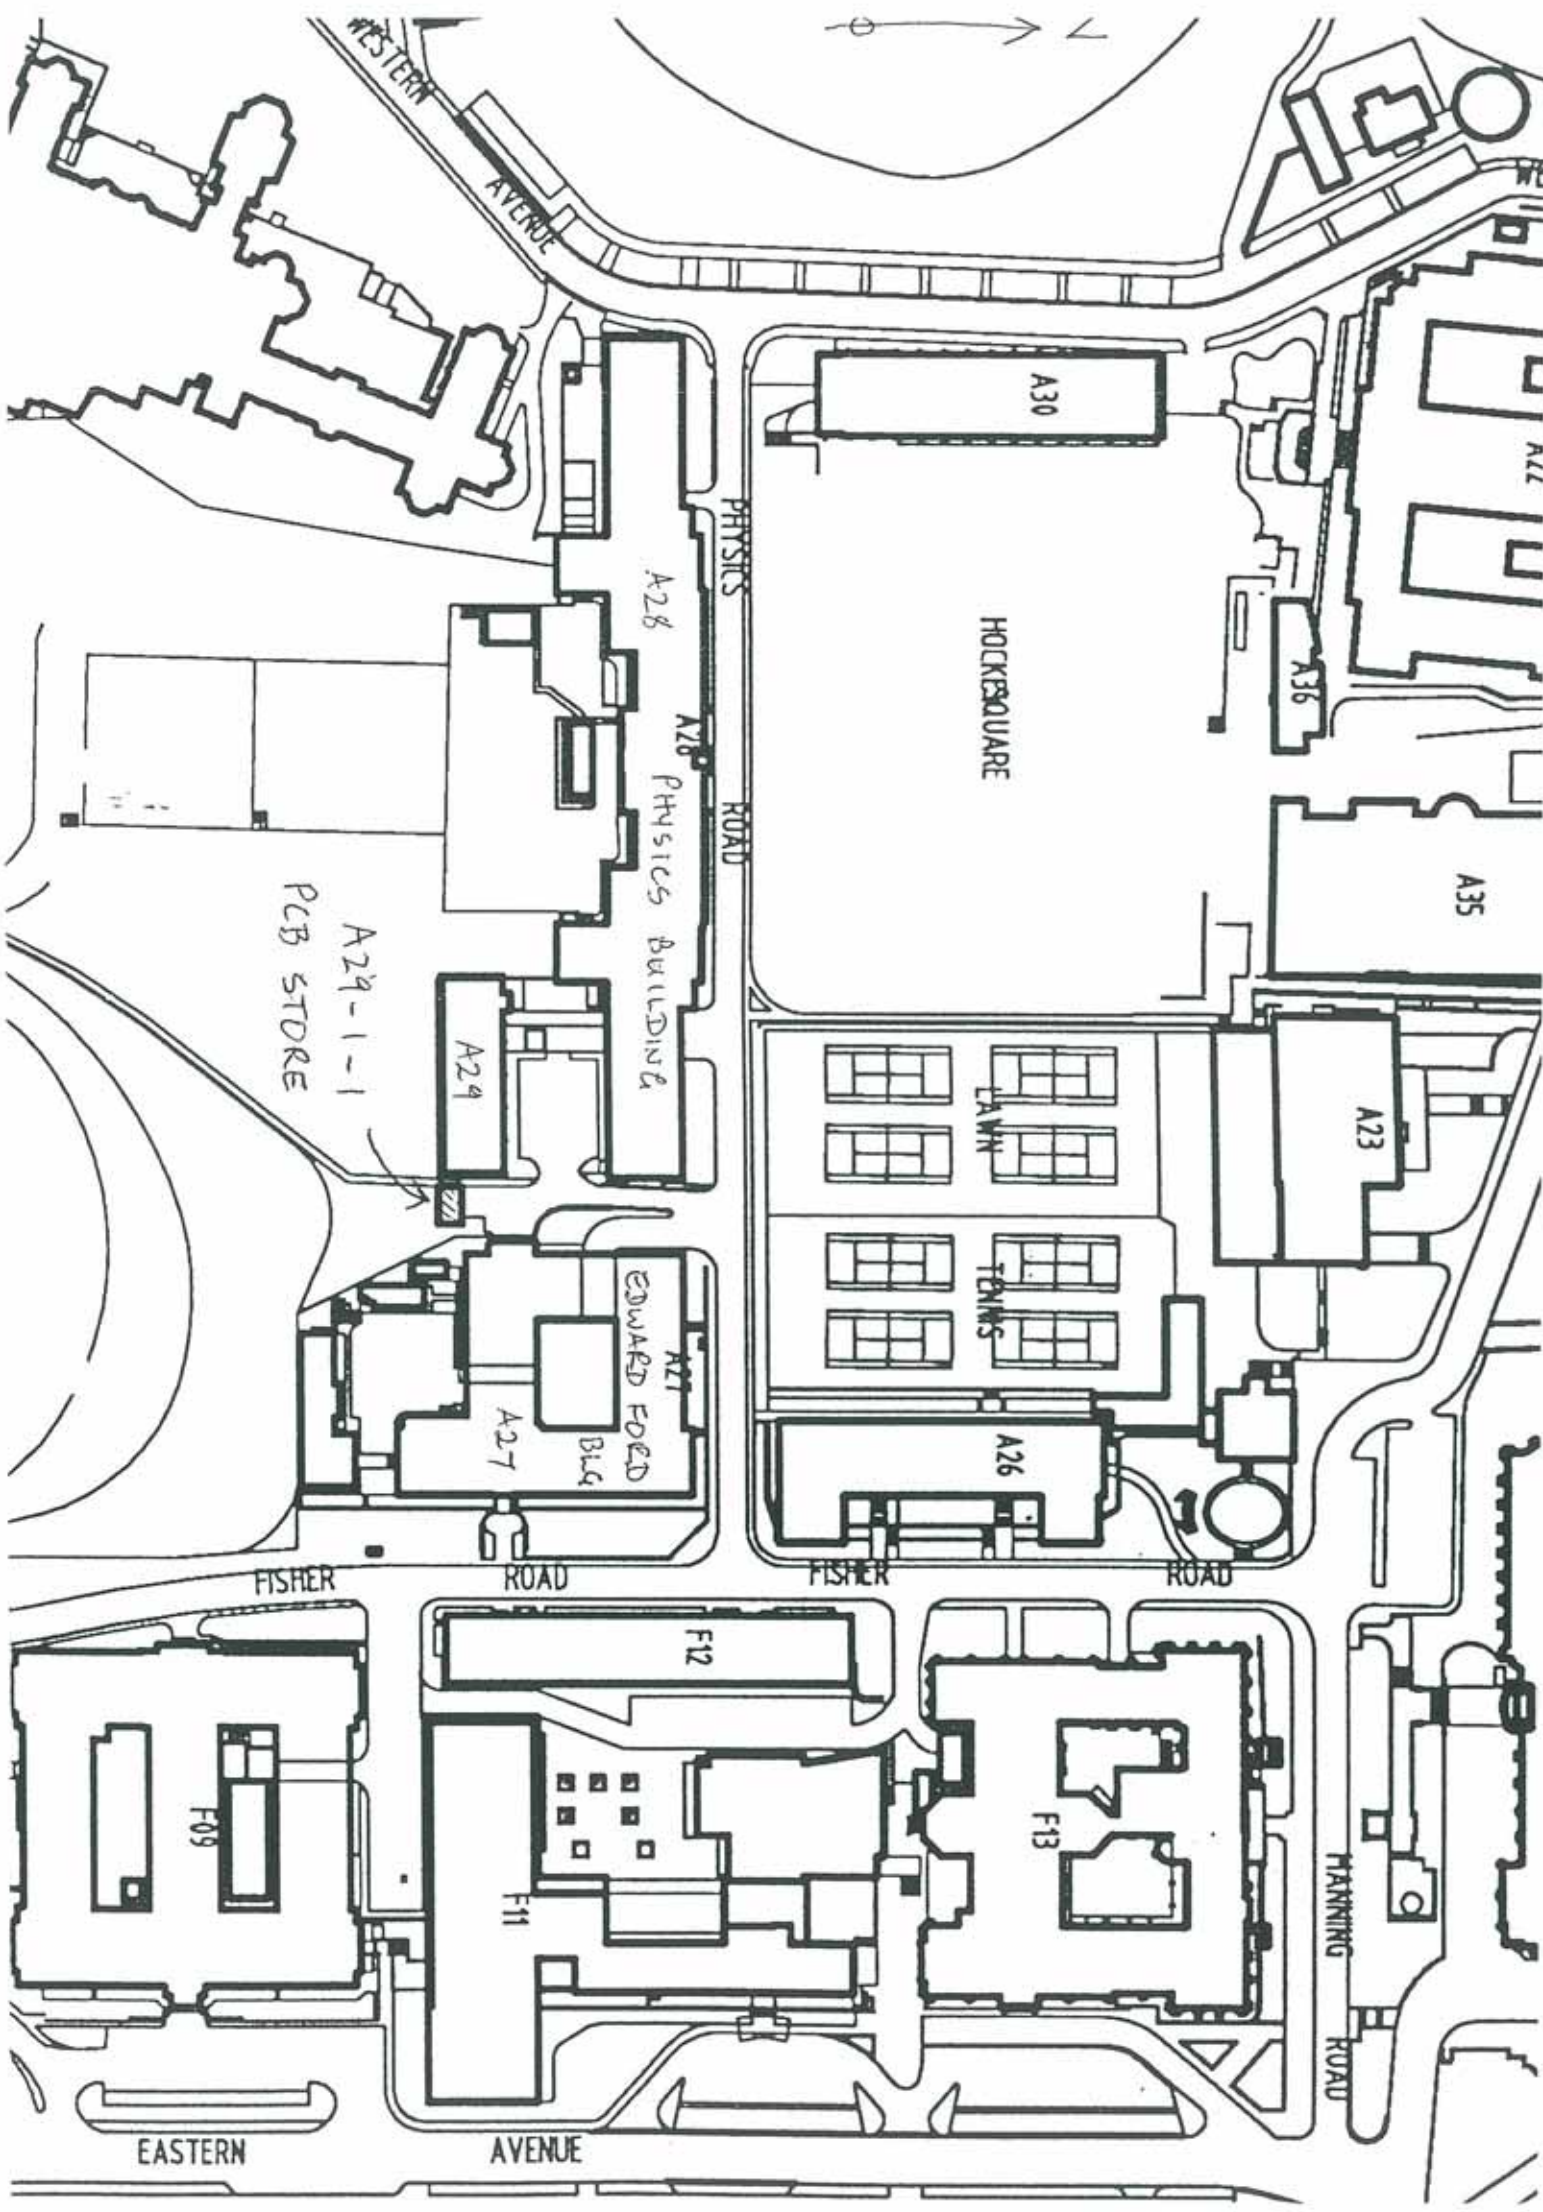 N
WESTERN
AVENUE
WE
A30
A22
PHYSICS
ROAD
A28
A28
PHYSICS BUILDING
HOCKEY SQUARE
A36
A35
A29-1-1
PCB STORE
A29
LAWN
TENNIS
A23
EDWARD FORD
BLG
A27
A27
A26
FISHER
ROAD
FISHER
ROAD
F12
F13
F09
F11
MANNING
ROAD
EASTERN
AVENUE